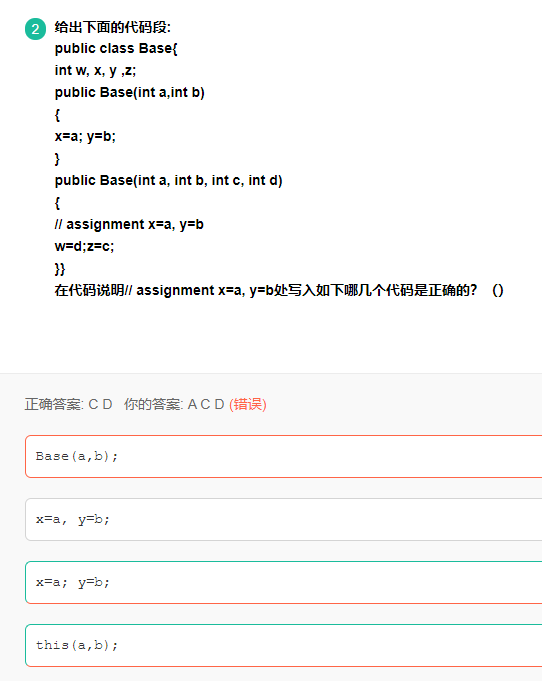 2 给出下面的代码段:
public class Base{
int w, x, y ,z;
public Base(int a,int b)
{
x=a; y=b;
}
public Base(int a, int b, int c, int d)
{
// assignment x=a, y=b
w=d;z=c;
}}
在代码说明// assignment x=a, y=b处写入如下哪几个代码是正确的？（）
正确答案: C D 你的答案: A C D (错误)
Base(a,b);
x=a, y=b;
x=a; y=b;
this(a,b);